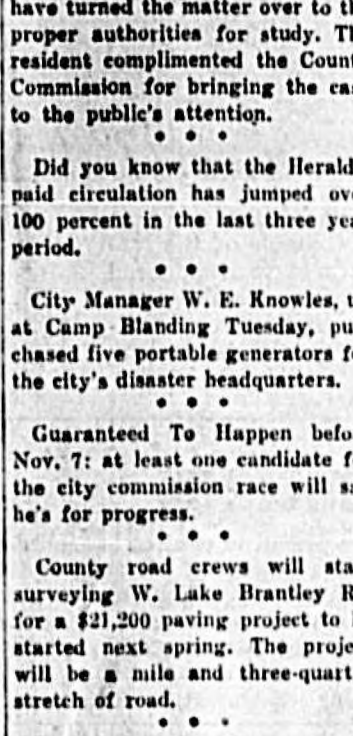 have turned the matter over to th
proper authorities for study. Th
resident complimented the Count
Commission for bringing the cas
to the public's attention.
• • •
Did you know that the Herald'
paid circulation has jumped ove
100 percent in the last three yea
period.
• • •
City Manager W. E. Knowles, u
at Camp Blanding Tuesday, pu
chased five portable generators fo
the city's disaster headquarters.
• • •
Guaranteed To Happen befo
Nov. 7: at least one candidate f
the city commission race will sa
he's for progress.
• • •
County road crews will sta
surveying W. Lake Brantley R
for a $21,200 paving project to
started next spring. The proje
will be a mile and three-quart
stretch of road.
• • •